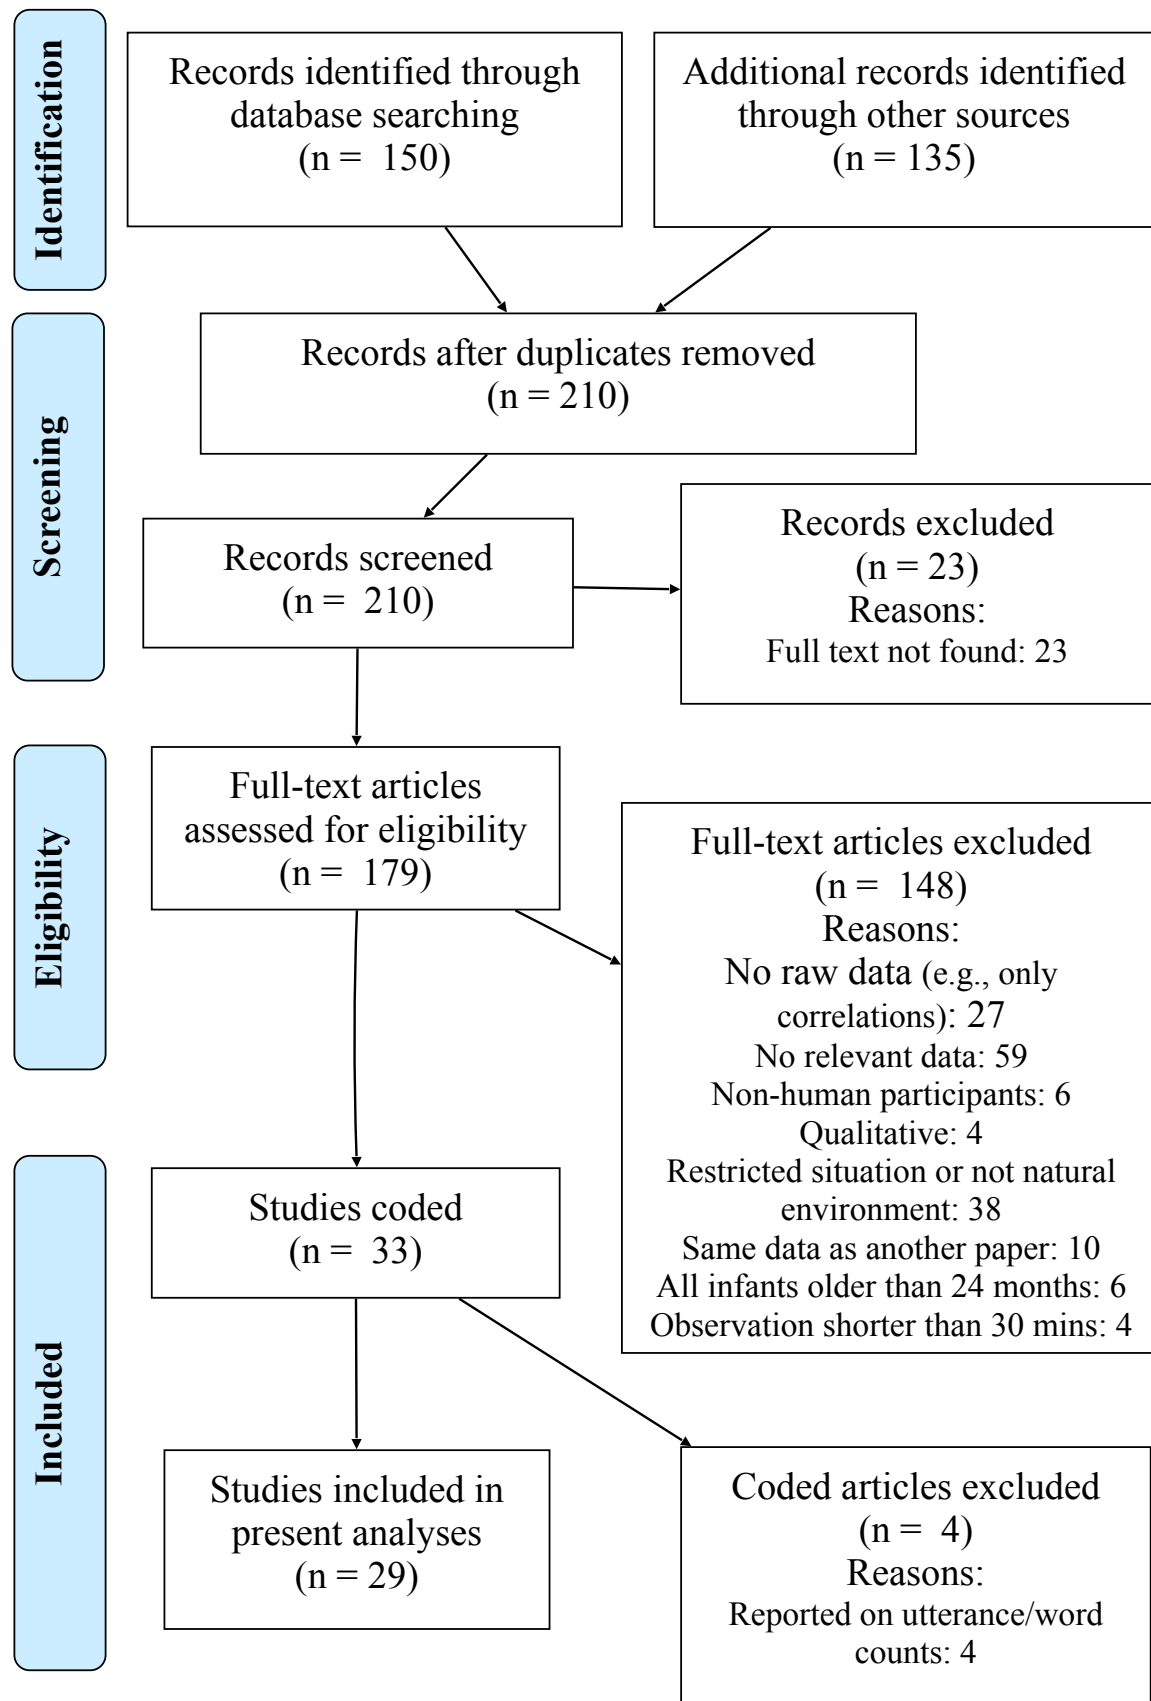 Identification
Records identified through
database searching
(n =  150)
Additional records identified
through other sources
(n = 135)
Screening
Records after duplicates removed
(n = 210)
Records screened
(n =  210)
Records excluded
(n = 23)
Reasons:
Full text not found: 23
Eligibility
Full-text articles
assessed for eligibility
(n =  179)
Full-text articles excluded
(n =  148)
Reasons:
No raw data (e.g., only
correlations): 27
No relevant data: 59
Non-human participants: 6
Qualitative: 4
Restricted situation or not natural
environment: 38
Same data as another paper: 10
All infants older than 24 months: 6
Observation shorter than 30 mins: 4
Included
Studies coded
(n =  33)
Studies included in
present analyses
(n = 29)
Coded articles excluded
(n =  4)
Reasons:
Reported on utterance/word
counts: 4